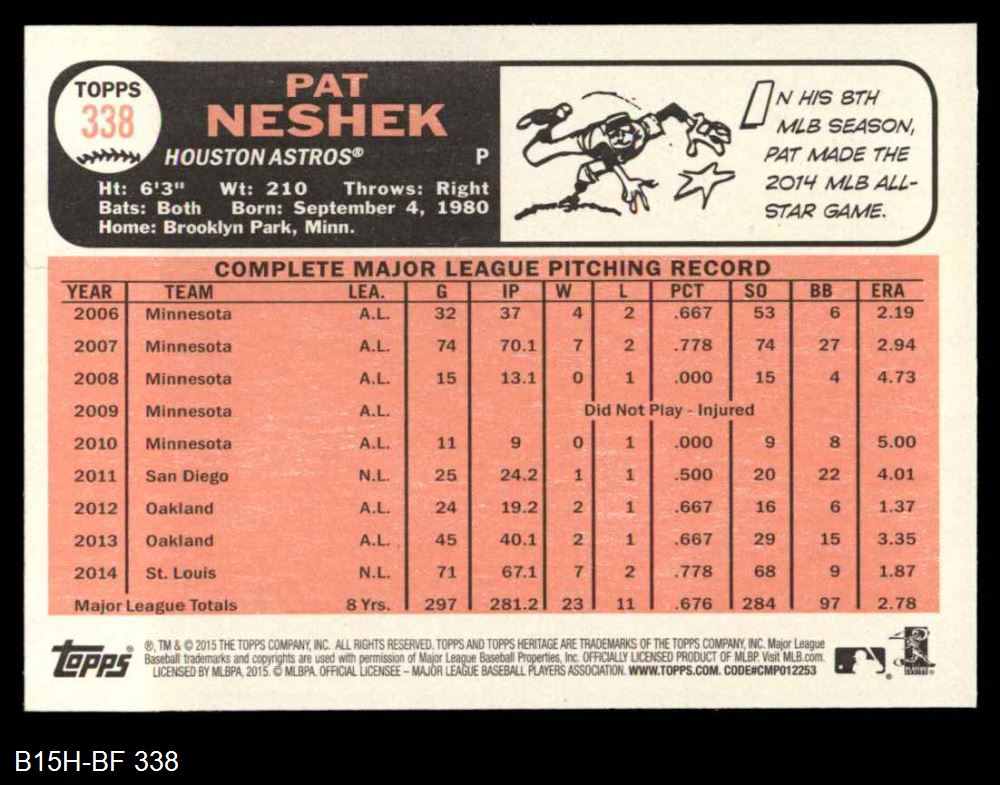 TOPPS
338
PAT
NESHEK
HOUSTON ASTROS® P
Ht: 6'3" Wt: 210 Throws: Right
Bats: Both Born: September 4, 1980
Home: Brooklyn Park, Minn.
IN HIS 8TH
MLB SEASON,
PAT MADE THE
2014 MLB ALL-
STAR GAME.
COMPLETE MAJOR LEAGUE PITCHING RECORD
YEAR TEAM LEA. G IP W L PCT SO BB ERA
2006 Minnesota A.L. 32 37 4 2 .667 53 6 2.19
2007 Minnesota A.L. 74 70.1 7 2 .778 74 27 2.94
2008 Minnesota A.L. 15 13.1 0 1 .000 15 4 4.73
2009 Minnesota A.L. Did Not Play - Injured
2010 Minnesota A.L. 11 9 0 1 .000 9 8 5.00
2011 San Diego N.L. 25 24.2 1 1 .500 20 22 4.01
2012 Oakland A.L. 24 19.2 2 1 .667 16 6 1.37
2013 Oakland A.L. 45 40.1 2 1 .667 29 15 3.35
2014 St. Louis N.L. 71 67.1 7 2 .778 68 9 1.87
Major League Totals 8 Yrs. 297 281.2 23 11 .676 284 97 2.78
topps®
®, TM & © 2015 THE TOPPS COMPANY, INC. ALL RIGHTS RESERVED. TOPPS AND TOPPS HERITAGE ARE TRADEMARKS OF THE TOPPS COMPANY, INC. Major League
Baseball trademarks and copyrights are used with permission of Major League Baseball Properties, Inc. OFFICIALLY LICENSED PRODUCT OF MLBP. Visit MLB.com.
LICENSED BY MLBPA, 2015. © MLBPA. OFFICIAL LICENSEE – MAJOR LEAGUE BASEBALL PLAYERS ASSOCIATION. WWW.TOPPS.COM. CODE#CMP012253
B15H-BF 338